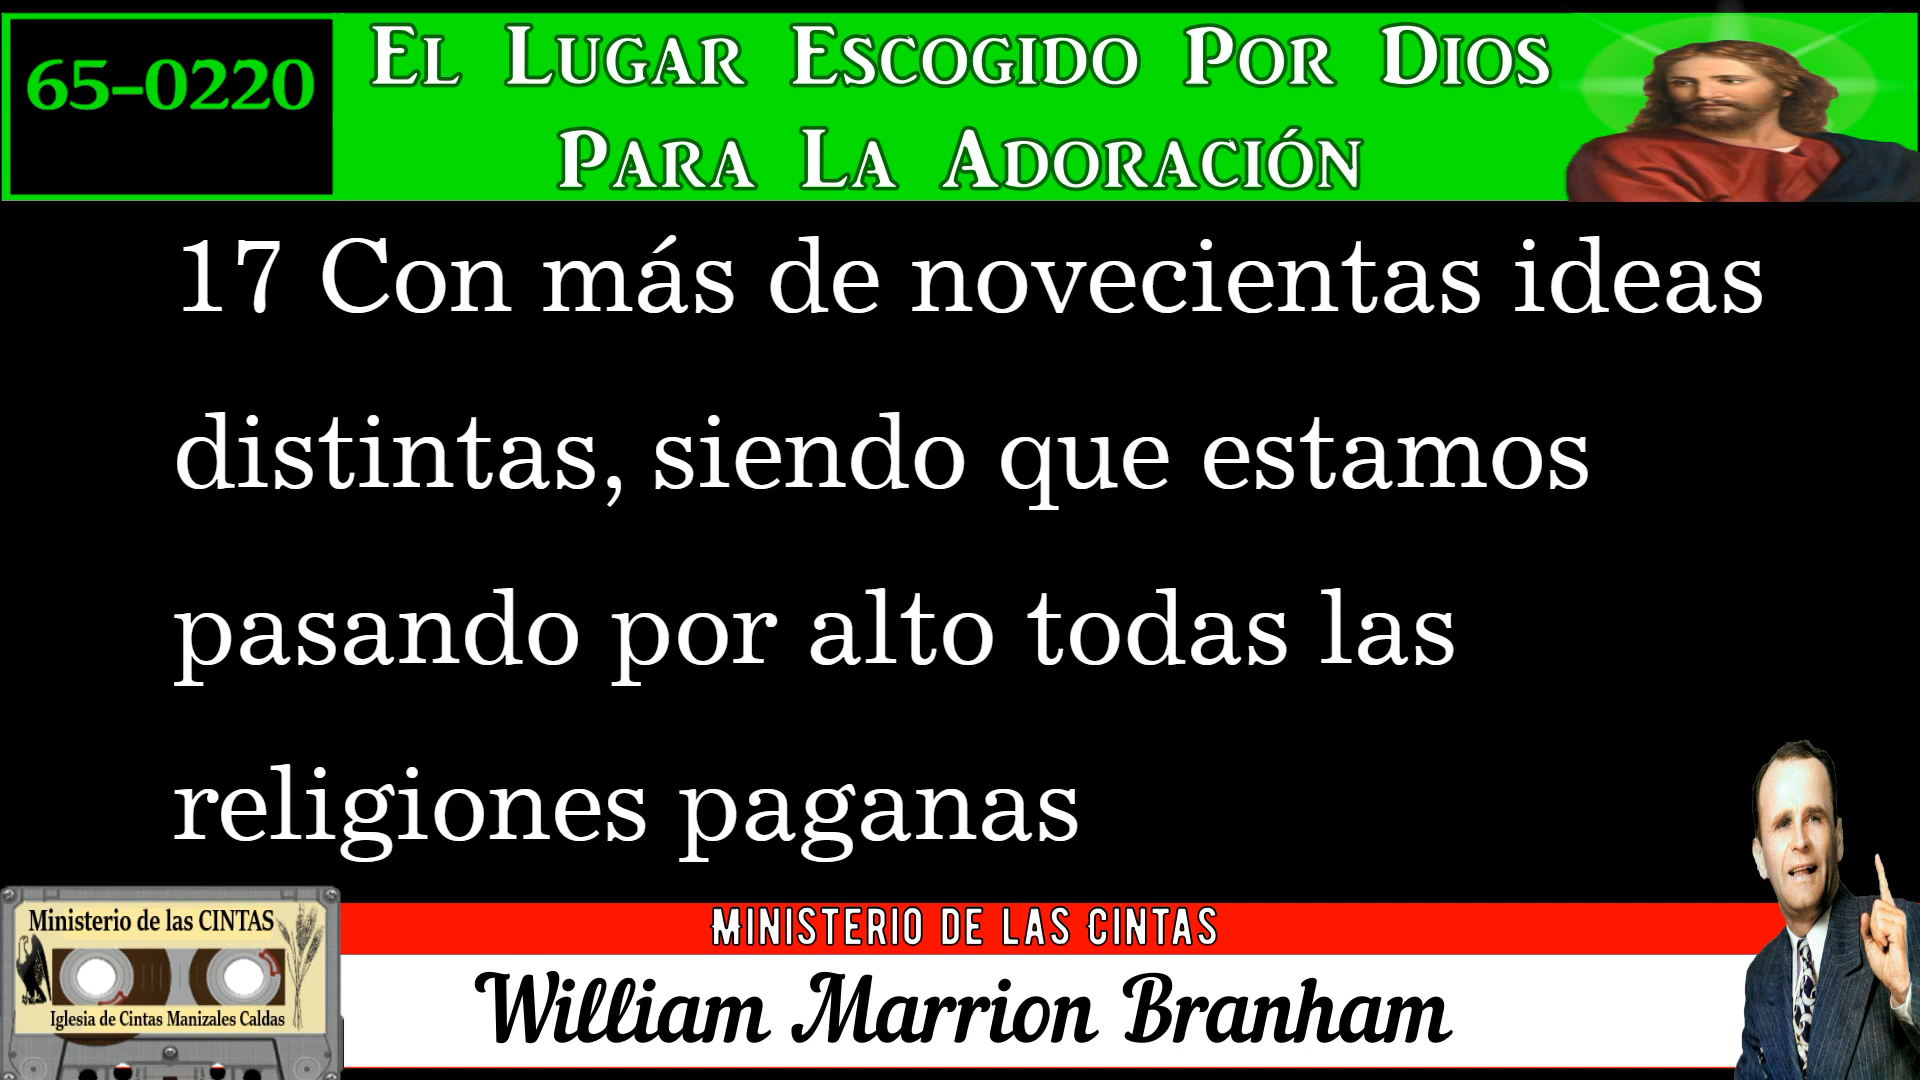 65-0220
El Lugar Escogido Por Dios
Para La Adoración
17 Con más de novecientas ideas
distintas, siendo que estamos
pasando por alto todas las
religiones paganas
Ministerio de las CINTAS
Iglesia de Cintas Manizales Caldas
MINISTERIO DE LAS CINTAS
William Marrion Branham